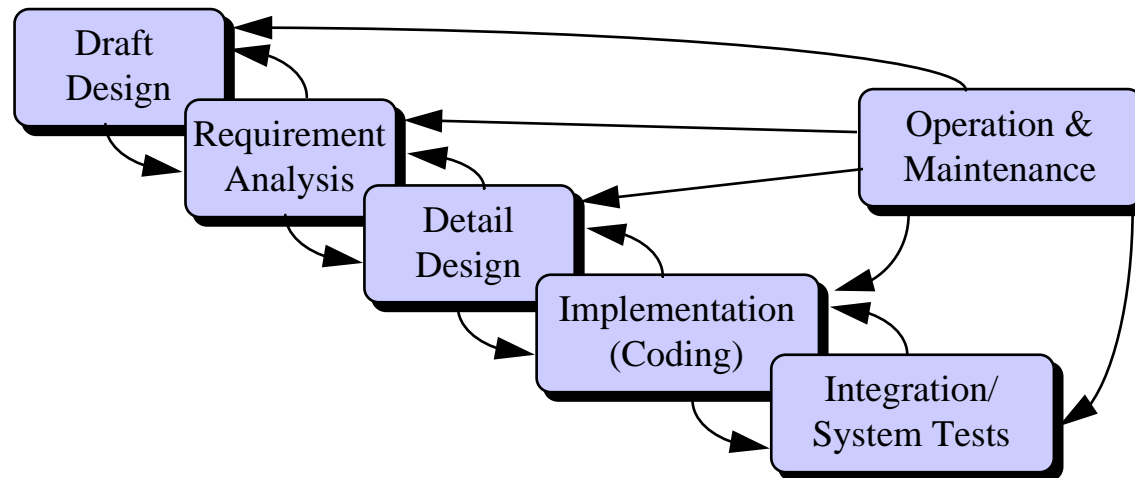 Draft
Design
Requirement
Analysis
Operation &
Maintenance
Detail
Design
Implementation
(Coding)
Integration/
System Tests